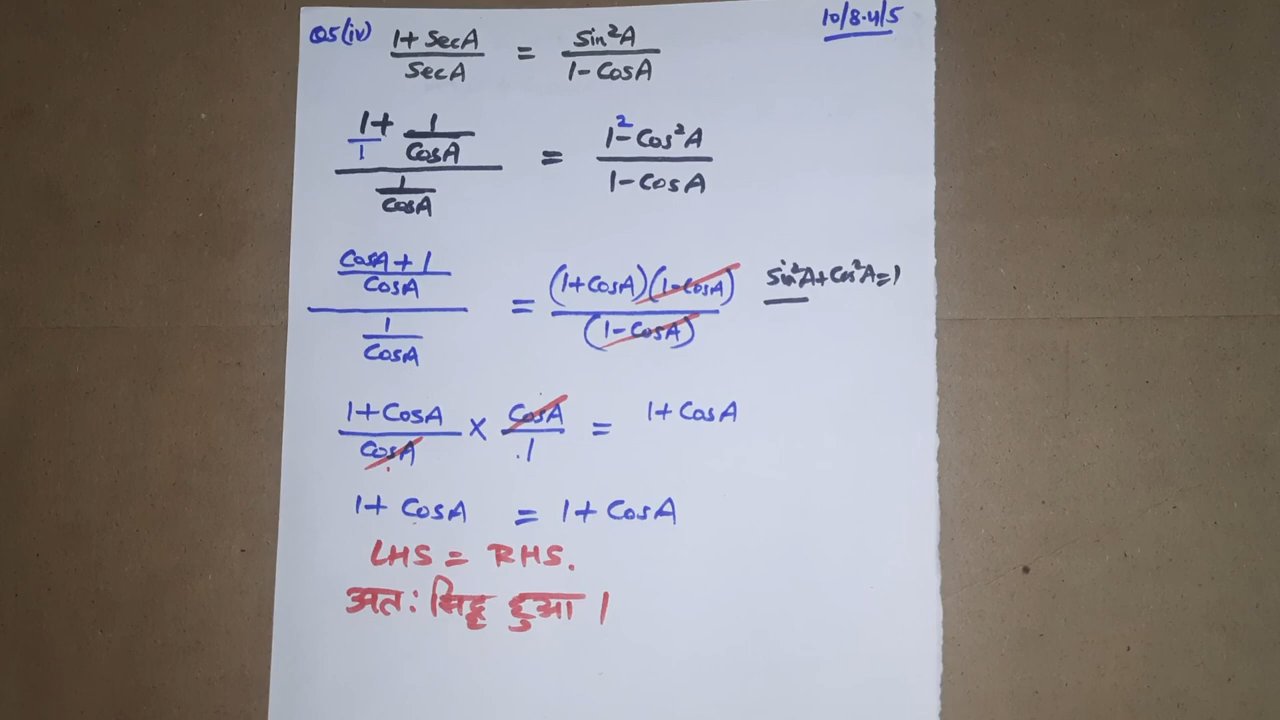 Q5(iv) (1+SecA)/SecA = Sin²A/(1-CosA) 10/8.4/5
(1/1 + 1/CosA)/(1/CosA) = (1²-Cos²A)/(1-CosA)
((CosA+1)/CosA)/(1/CosA) = (1+CosA)(1-CosA)/(1-CosA) Sin²A+Cos²A=1
(1+CosA)/CosA × CosA/1 = 1+CosA
1+CosA = 1+CosA
LHS = RHS.
अतः सिद्ध हुआ ।